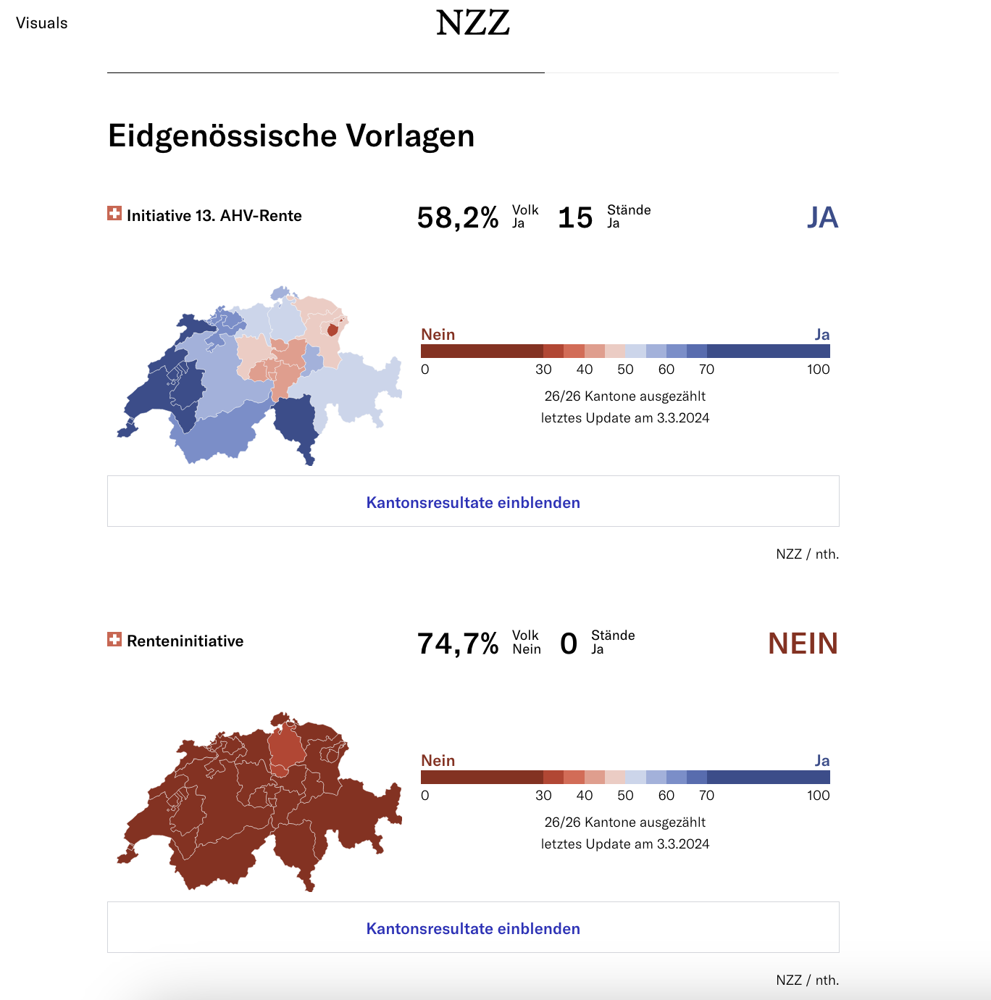 Visuals
NZZ
Eidgenössische Vorlagen
Initiative 13. AHV-Rente
58,2% Volk Ja 15 Stände Ja JA
Nein Ja
0 30 40 50 60 70 100
26/26 Kantone ausgezählt
letztes Update am 3.3.2024
Kantonsresultate einblenden
NZZ / nth.
Renteninitiative
74,7% Volk Nein 0 Stände Ja NEIN
Nein Ja
0 30 40 50 60 70 100
26/26 Kantone ausgezählt
letztes Update am 3.3.2024
Kantonsresultate einblenden
NZZ / nth.